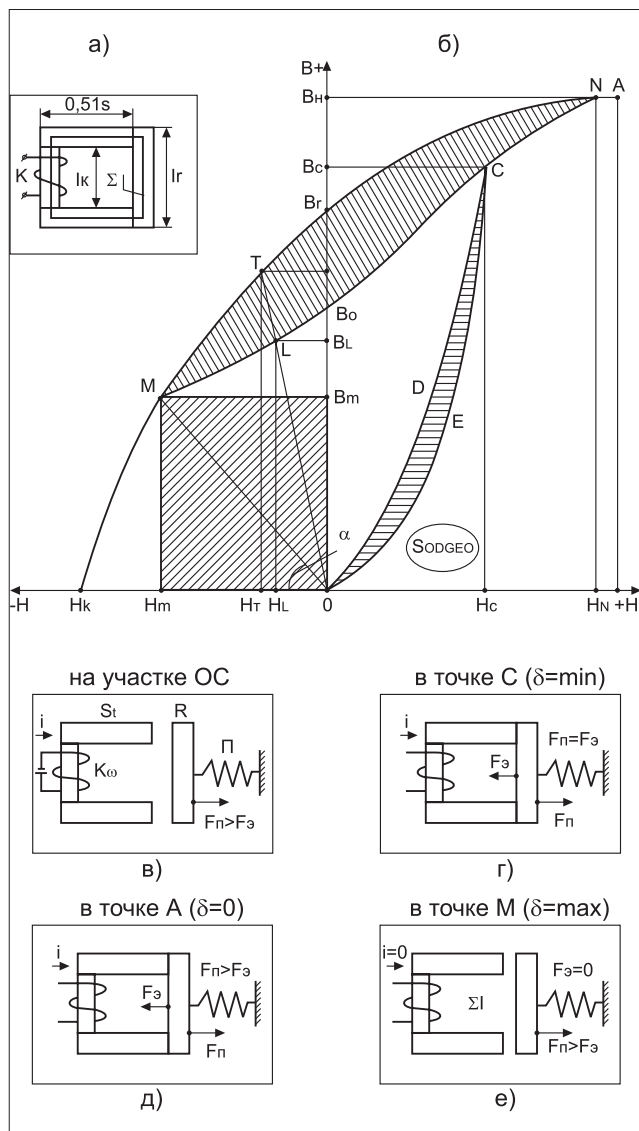 а)
б)
0,51s
K
Iк
Σ
Ir
B+
Bн
N
A
Bc
C
Br
T
Bo
L
BL
M
Bm
D
E
α
SODGEO
-H
Hk
Hm
Hт
HL
0
Hc
HN
+H
на участке ОС
i
St
R
П
Kω
Fп>Fэ
в)
в точке С (δ=min)
i
Fп=Fэ
Fэ
Fп
г)
в точке А (δ=0)
i
Fп>Fэ
Fэ
Fп
д)
в точке М (δ=max)
i=0
Fэ=0
ΣI
Fп>Fэ
е)